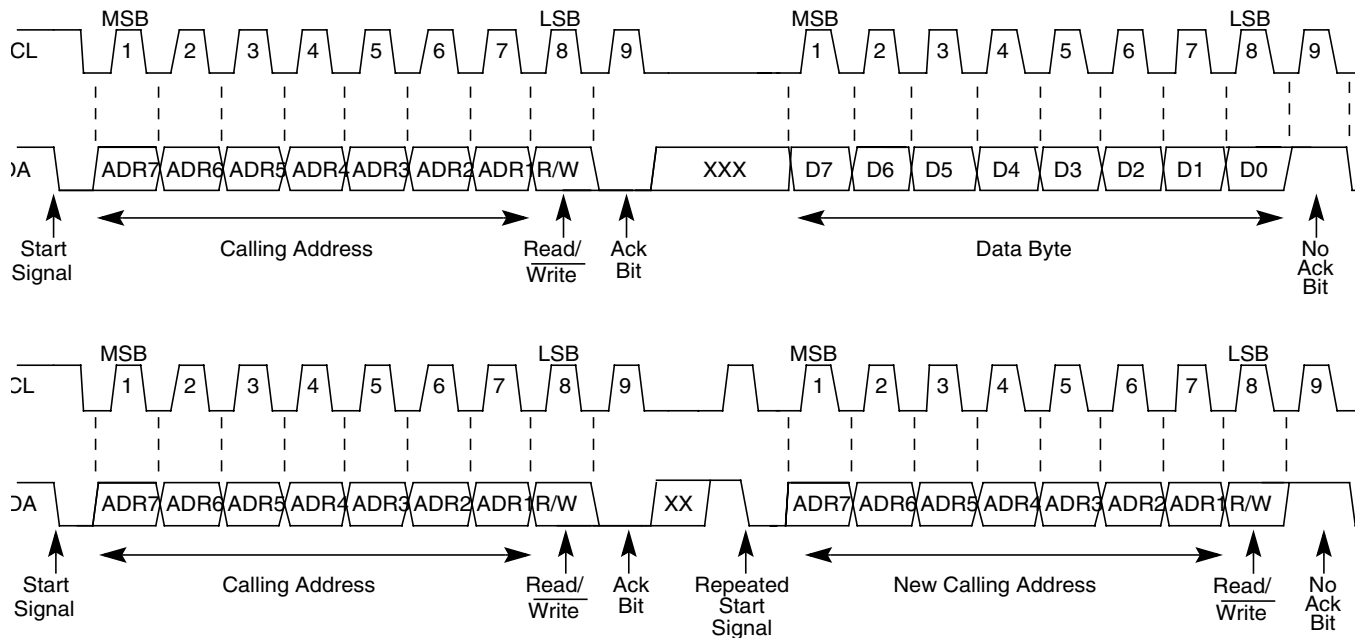 MSB LSB MSB LSB
CL 1 2 3 4 5 6 7 8 9 1 2 3 4 5 6 7 8 9
DA ADR7 ADR6 ADR5 ADR4 ADR3 ADR2 ADR1 R/W XXX D7 D6 D5 D4 D3 D2 D1 D0
Start Signal
Calling Address
Read/ Write
Ack Bit
Data Byte
No Ack Bit
MSB LSB MSB LSB
CL 1 2 3 4 5 6 7 8 9 1 2 3 4 5 6 7 8 9
DA ADR7 ADR6 ADR5 ADR4 ADR3 ADR2 ADR1 R/W XX ADR7 ADR6 ADR5 ADR4 ADR3 ADR2 ADR1 R/W
Start Signal
Calling Address
Read/ Write
Ack Bit
Repeated Start Signal
New Calling Address
Read/ Write
No Ack Bit